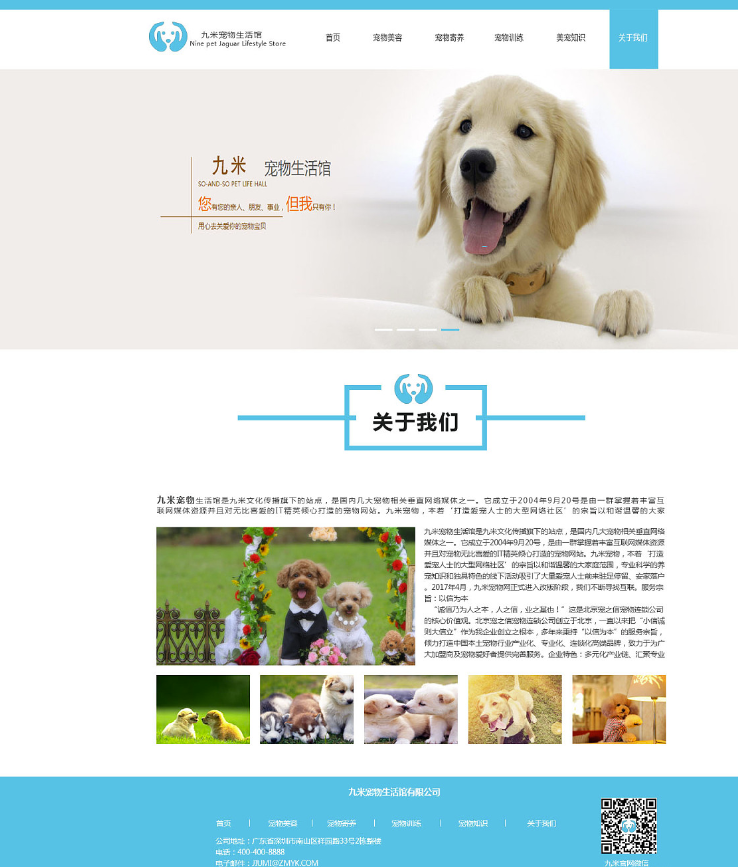 九米宠物生活馆
Nine pet Jaguar Lifestyle Store
首页 宠物美容 宠物寄养 宠物训练 美宠知识 关于我们
九米 宠物生活馆
SO-AND-SO PET LIFE HALL
您有您的亲人、朋友、事业，但我只有你！
用心去关爱你的宠物宝贝
关于我们
九米宠物生活馆是九米文化传播旗下的站点，是国内几大宠物相关垂直网络媒体之一。它成立于2004年9月20号是由一群掌握着丰富互
联网媒体资源并且对无比喜爱的IT精英倾心打造的宠物网站。九米宠物，本着‘打造爱宠人士的大型网络社区’的宗旨以和谐温馨的大家
九米宠物生活馆是九米文化传播旗下的站点，是国内几大宠物相关垂直网络
媒体之一。它成立于2004年9月20号，是由一群掌握着丰富互联网媒体资源
并且对宠物无比喜爱的IT精英倾心打造的宠物网站。九米宠物，本着‘打造
爱宠人士的大型网络社区’的宗旨以和谐温馨的大家庭范围，专业科学的养
宠知识和独具特色的线下活动吸引了大量爱宠人士前来驻足停留、安家落户
。2017年4月，九米宠物网正式进入改版阶段，我们不断寻找互联。服务宗
旨：以信为本
“诚信乃为人之本，人之信，业之基也！”这是北京宠之信宠物连锁公司
的核心价值观。北京宠之信宠物连锁公司创立于北京，一直以来把“小信诚
则大信立”作为我企业创立之根本，多年来秉持“以信为本”的服务宗旨，
倾力打造中国本土宠物行业产业化、专业化、连锁化高端品牌，致力于为广
大加盟商及宠物爱好者提供完善服务。企业特色：多元化产业链、汇聚专业
九米宠物生活馆有限公司
首页 | 宠物美容 | 宠物寄养 | 宠物训练 | 宠物知识 | 关于我们
公司地址：广东省深圳市南山区祥园路33号2栋整楼
电话：400-400-8888
电子邮件：JIUMI@ZMYK.COM
九米官网微信